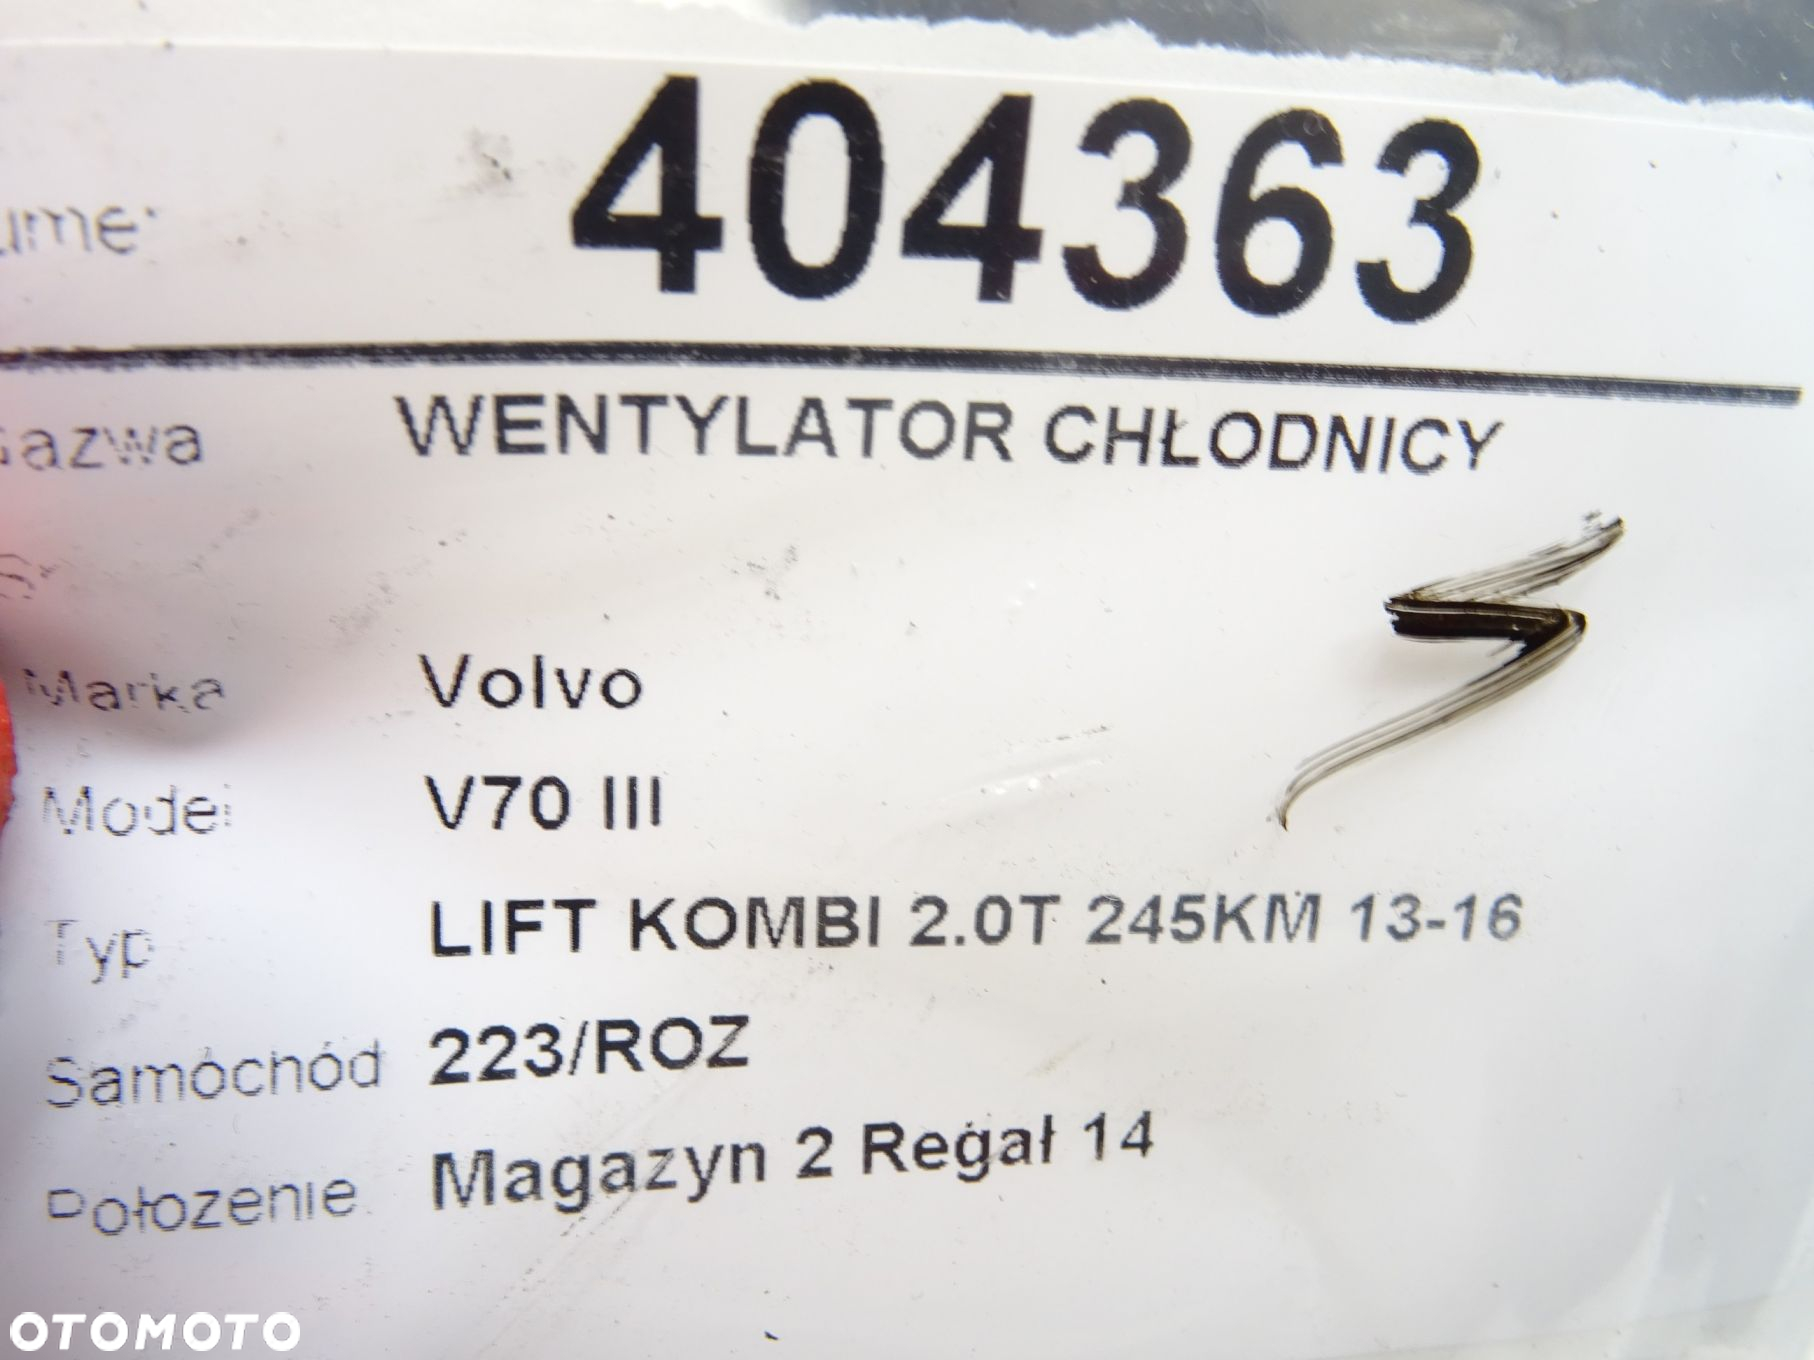 404363
WENTYLATOR CHŁODNICY
Marka Volvo
Model V70 III
Typ LIFT KOMBI 2.0T 245KM 13-16
Samochód 223/ROZ
Położenie Magazyn 2 Regał 14
OTOMOTO